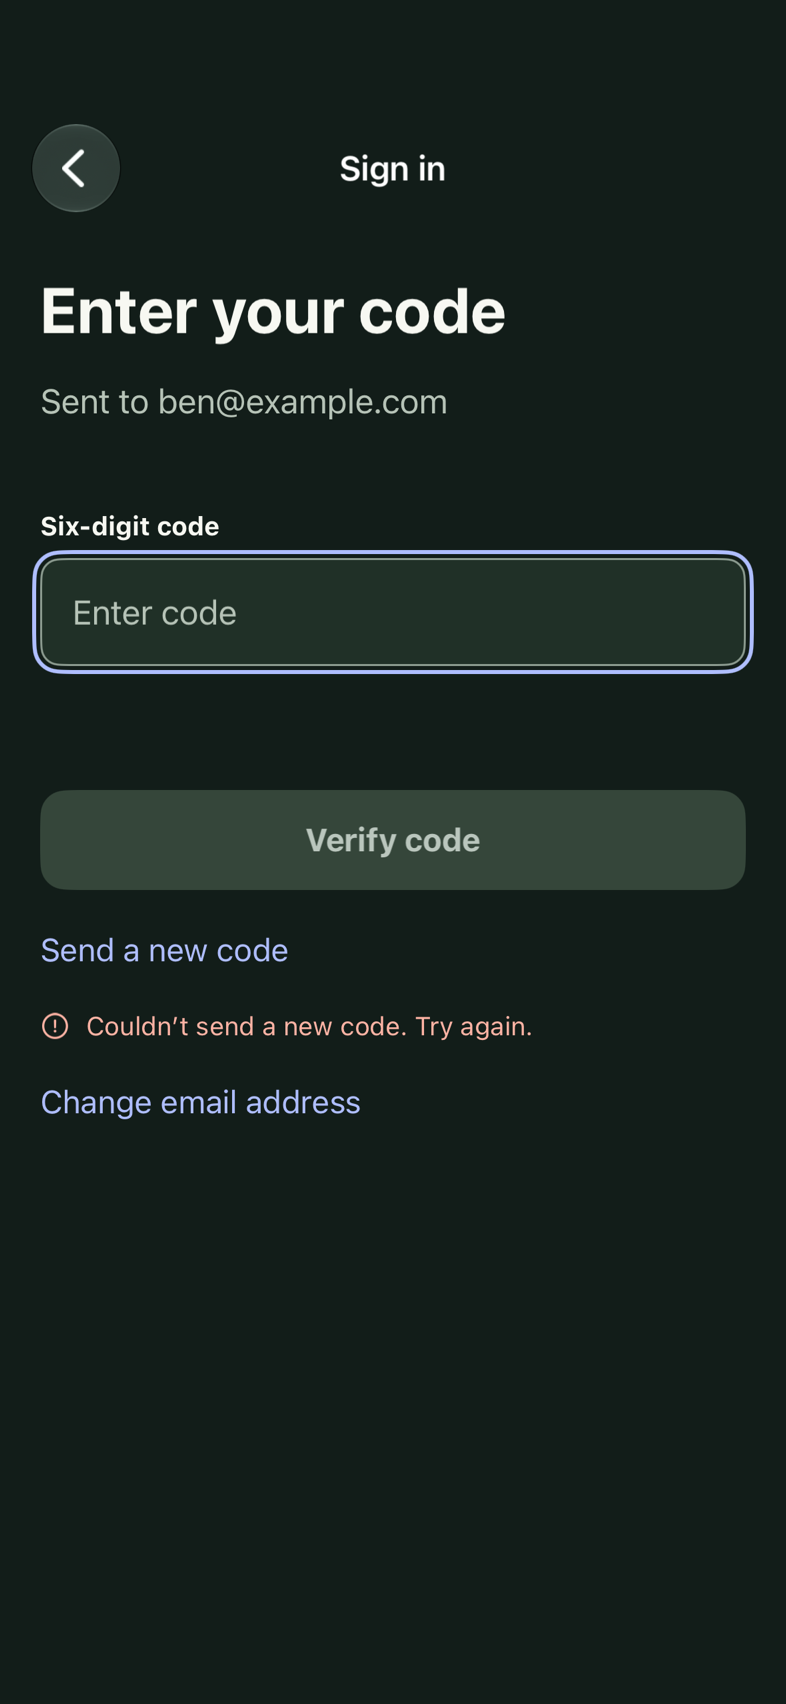 Sign in
Enter your code
Sent to ben@example.com
Six-digit code
Enter code
Verify code
Send a new code
Couldn’t send a new code. Try again.
Change email address